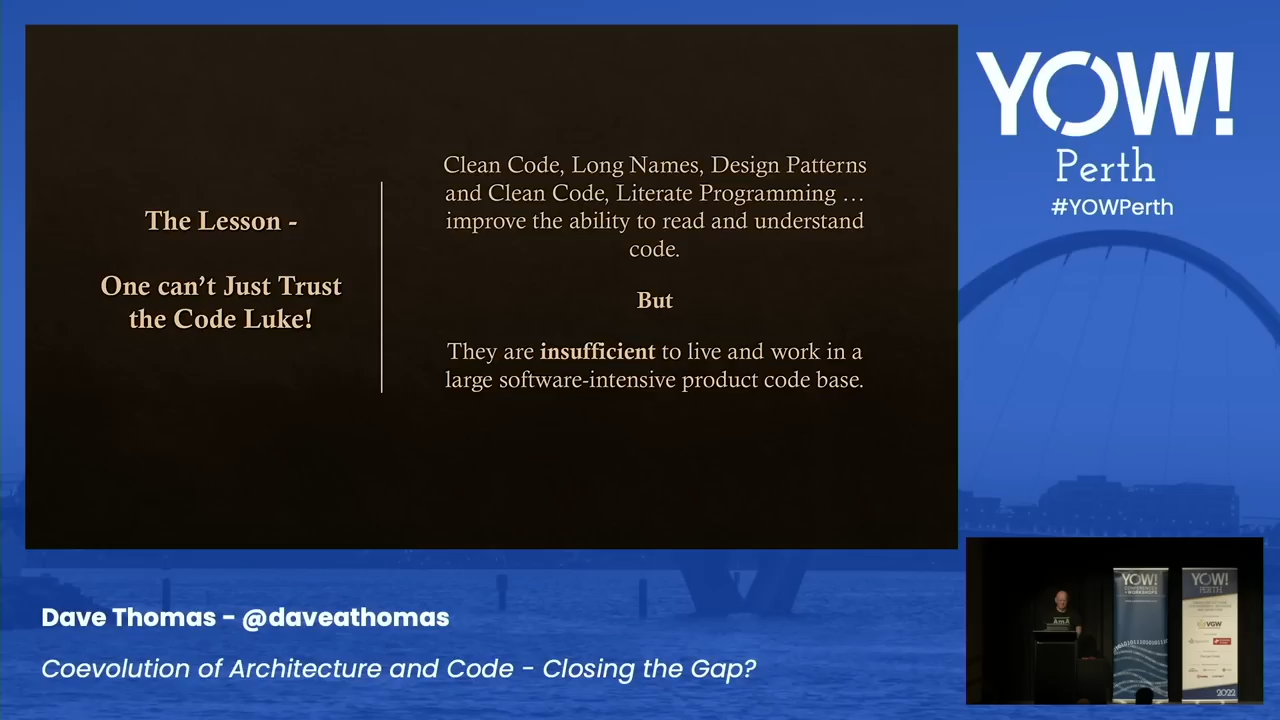 The Lesson -
One can't Just Trust
the Code Luke!
Clean Code, Long Names, Design Patterns
and Clean Code, Literate Programming …
improve the ability to read and understand
code.
But
They are insufficient to live and work in a
large software-intensive product code base.
YOW!
Perth
#YOWPerth
Dave Thomas - @daveathomas
Coevolution of Architecture and Code - Closing the Gap?
YOW!
YOW!
PERTH
VGW
2022